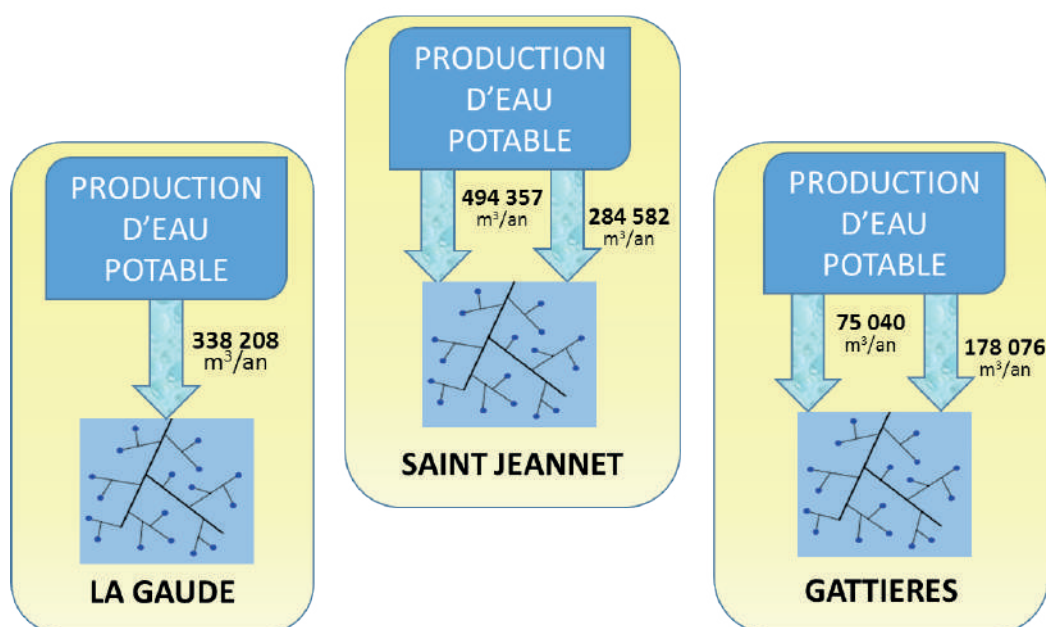 PRODUCTION
D'EAU
POTABLE
338 208
m³/an
LA GAUDE
PRODUCTION
D'EAU
POTABLE
494 357
m³/an
284 582
m³/an
SAINT JEANNET
PRODUCTION
D'EAU
POTABLE
75 040
m³/an
178 076
m³/an
GATTIERES